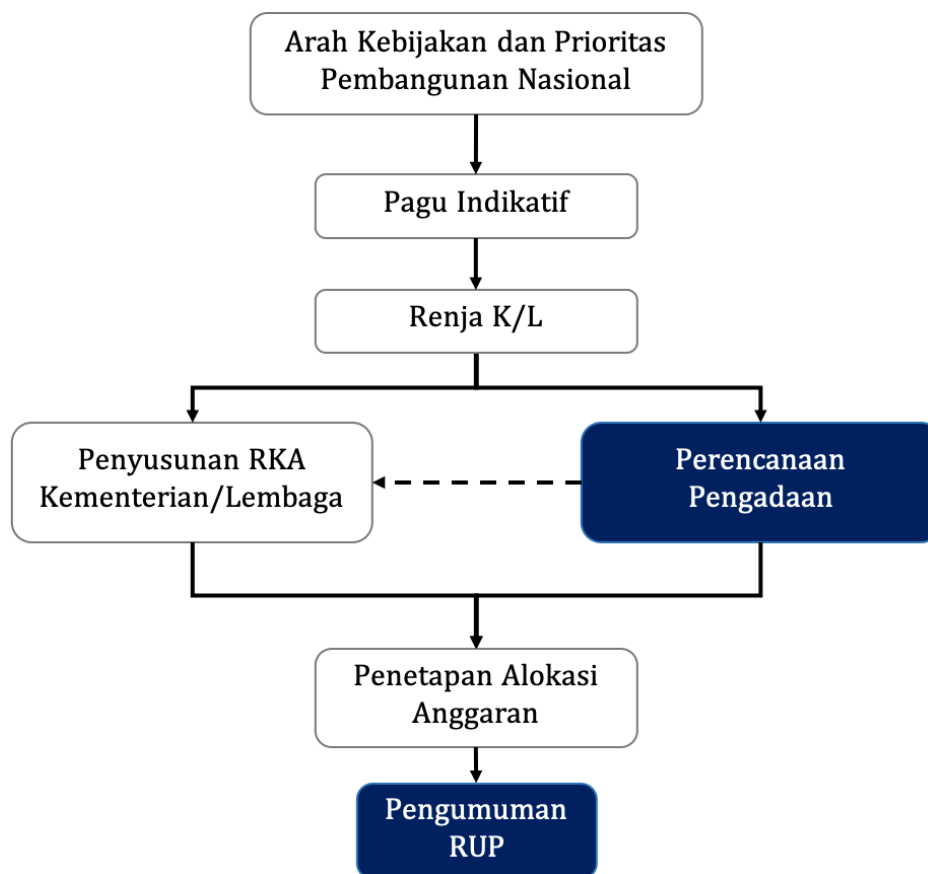 Arah Kebijakan dan Prioritas
Pembangunan Nasional
Pagu Indikatif
Renja K/L
Penyusunan RKA
Kementerian/Lembaga
Perencanaan
Pengadaan
Penetapan Alokasi
Anggaran
Pengumuman
RUP